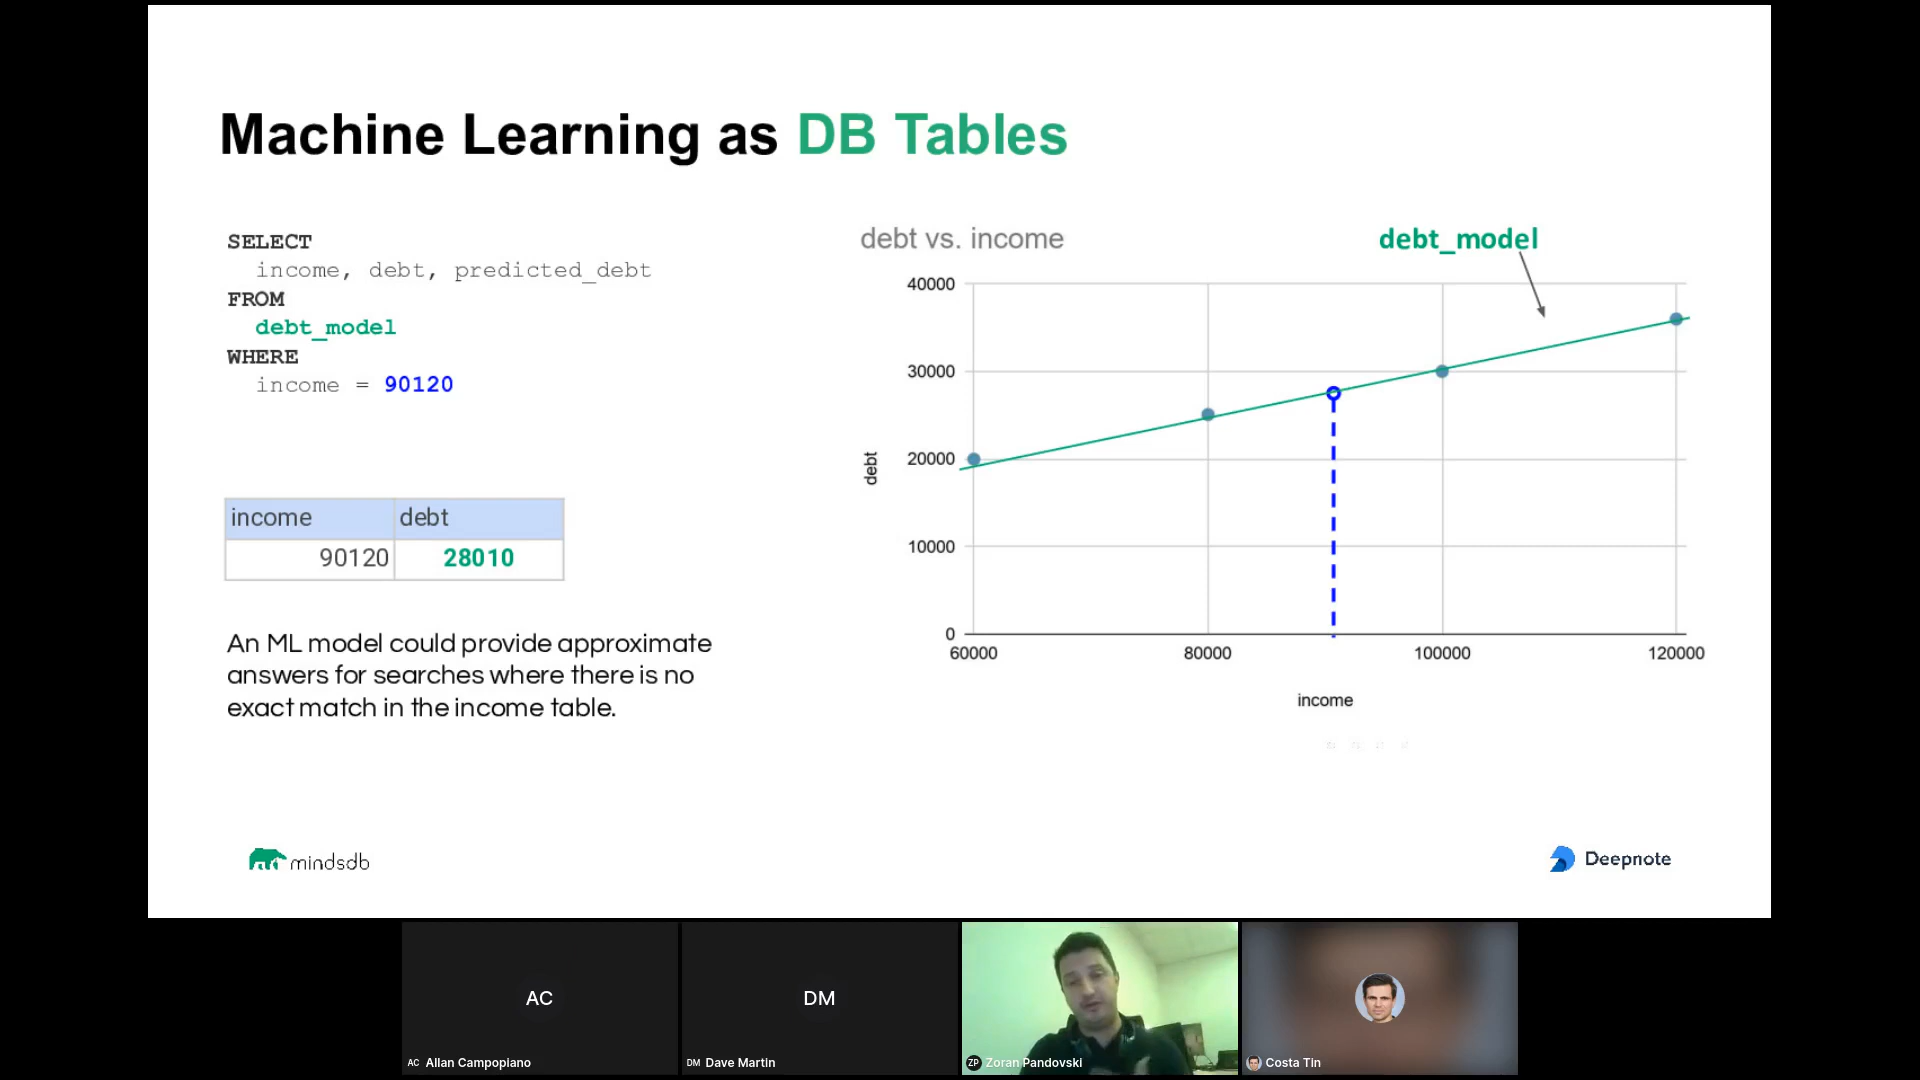 Machine Learning as DB Tables
SELECT
income, debt, predicted_debt
FROM
debt_model
WHERE
income = 90120
income debt
90120 28010
An ML model could provide approximate
answers for searches where there is no
exact match in the income table.
debt vs. income
debt_model
40000
30000
20000
10000
0
debt
60000 80000 100000 120000
income
mindsdb
Deepnote
AC
DM
AC Allan Campopiano
DM Dave Martin
ZP Zoran Pandovski
Costa Tin